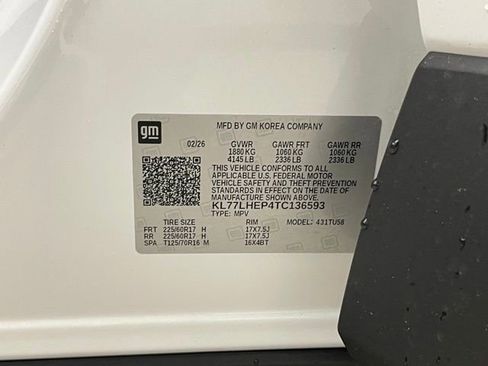 gm
MFD BY GM KOREA COMPANY
02/26 GVWR GAWR FRT GAWR RR
1880 KG 1060 KG 1060 KG
4145 LB 2336 LB 2336 LB
THIS VEHICLE CONFORMS TO ALL
APPLICABLE U.S. FEDERAL MOTOR
VEHICLE SAFETY AND THEFT PREVENTION
STANDARDS IN EFFECT ON THE DATE OF
MANUFACTURE SHOWN ABOVE.
KL77LHEP4TC136593
TYPE: MPV MODEL: 431TU56
TIRE SIZE RIM
FRT 225/60R17 H 17X7.5J
RR 225/60R17 H 17X7.5J
SPA T125/70R16 M 16X4BT